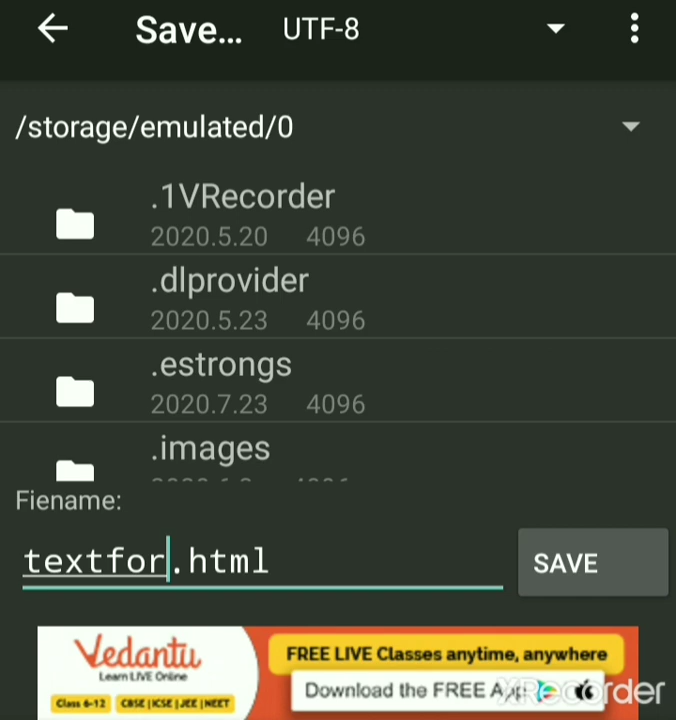 Save... UTF-8
/storage/emulated/0
.1VRecorder
2020.5.20 4096
.dlprovider
2020.5.23 4096
.estrongs
2020.7.23 4096
.images
Fiename:
textfor.html
SAVE
Vedantu
Learn LIVE Online
Class 6-12 CBSE | ICSE | JEE | NEET
FREE LIVE Classes anytime, anywhere
Download the FREE App
XRecorder